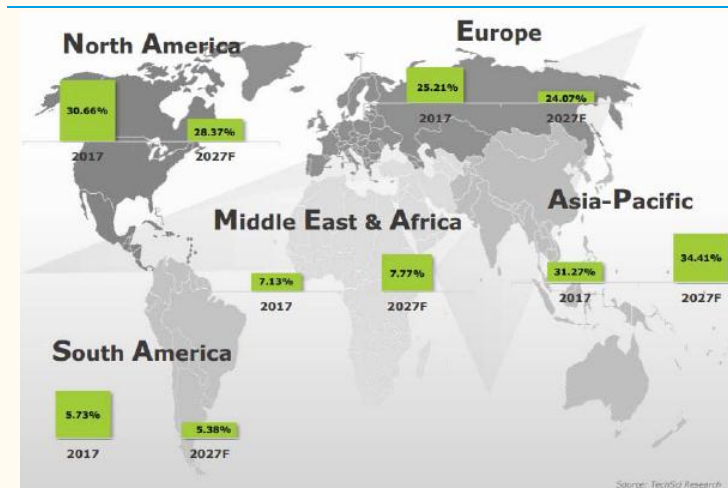 North America
30.66%
28.37%
2017
2027F
Europe
25.21%
24.07%
2017
2027F
Asia-Pacific
31.27%
34.41%
2017
2027F
Middle East & Africa
7.13%
7.77%
2017
2027F
South America
5.73%
5.38%
2017
2027F
Source: TechSci Research